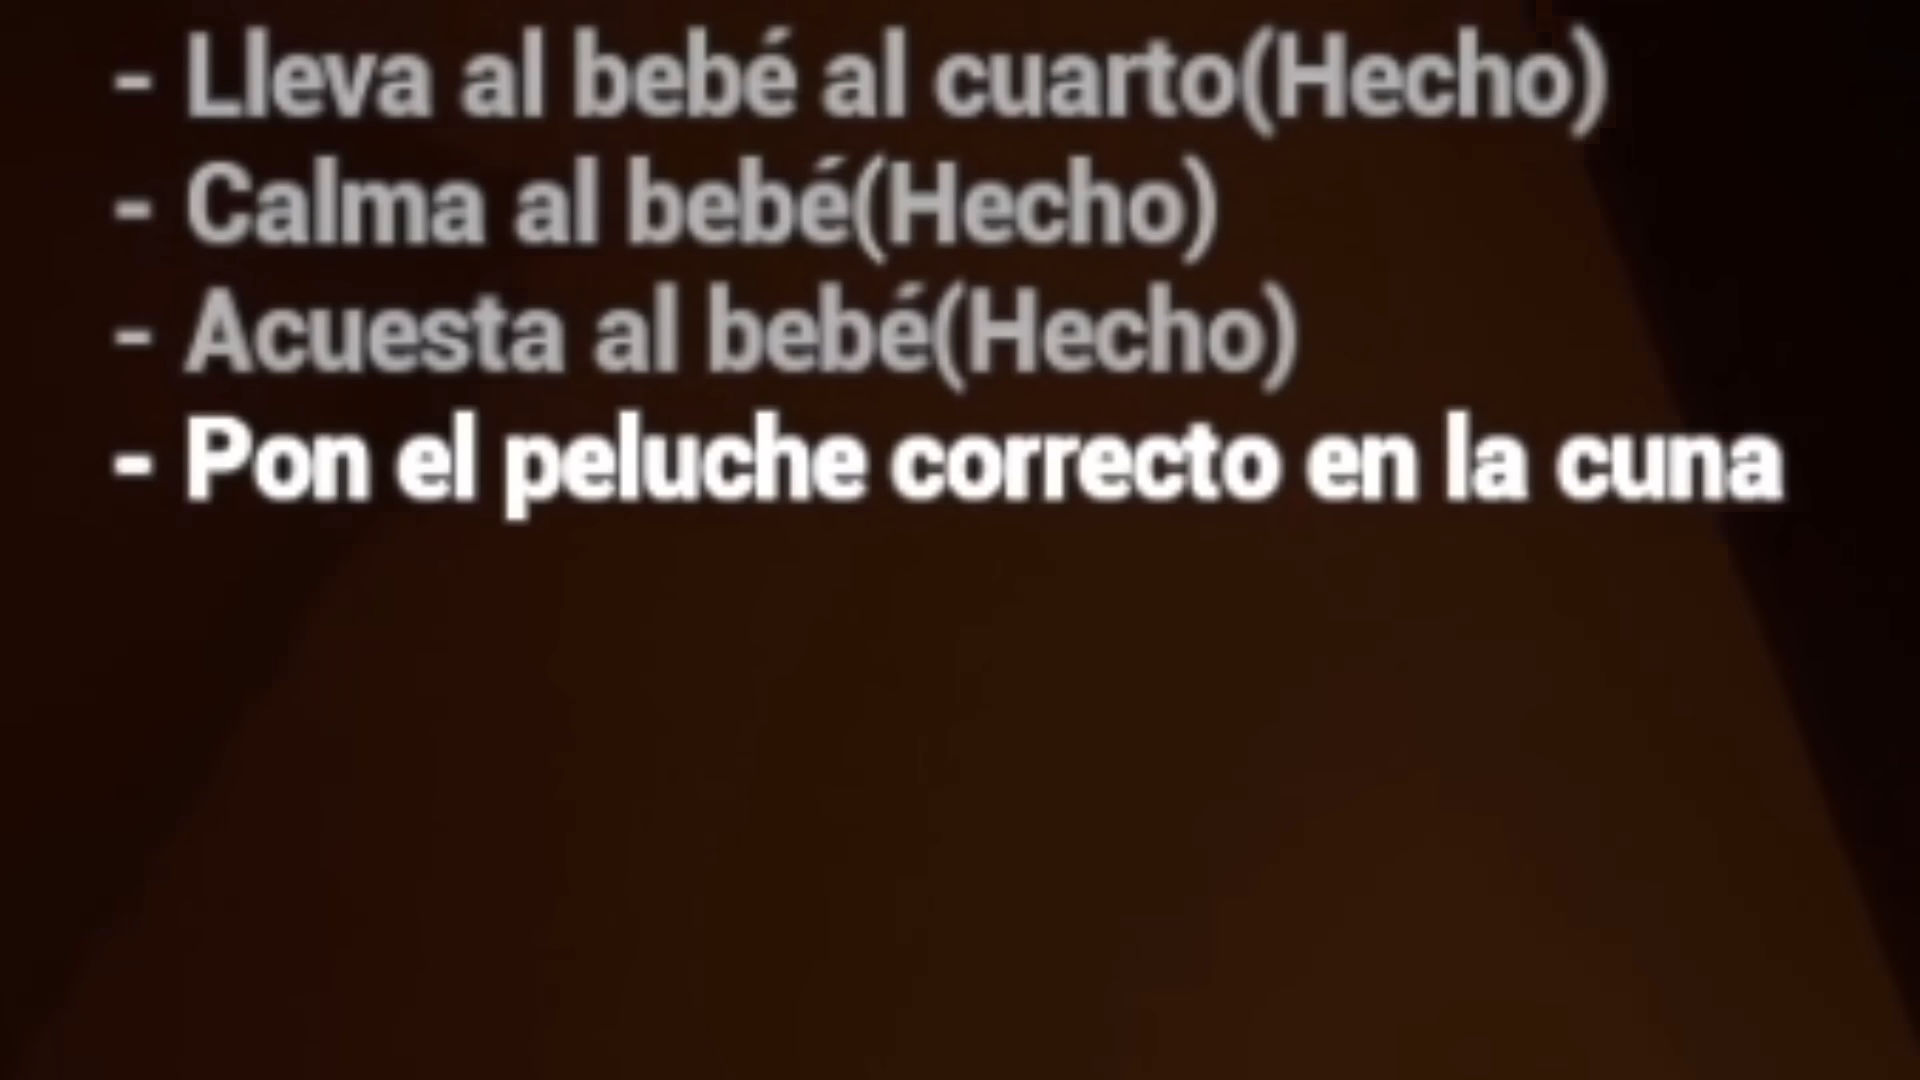 - Lleva al bebé al cuarto(Hecho)
- Calma al bebé(Hecho)
- Acuesta al bebé(Hecho)
- Pon el peluche correcto en la cuna